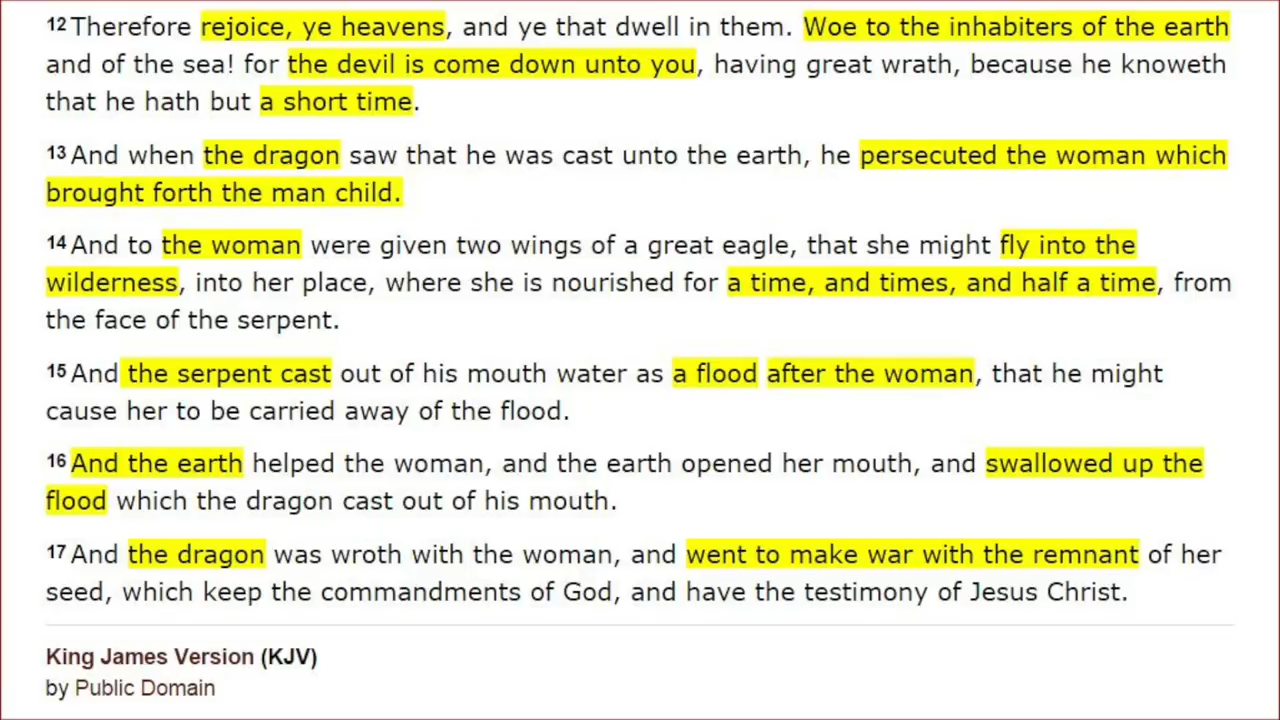 12 Therefore rejoice, ye heavens, and ye that dwell in them. Woe to the inhabiters of the earth
and of the sea! for the devil is come down unto you, having great wrath, because he knoweth
that he hath but a short time.
13 And when the dragon saw that he was cast unto the earth, he persecuted the woman which
brought forth the man child.
14 And to the woman were given two wings of a great eagle, that she might fly into the
wilderness, into her place, where she is nourished for a time, and times, and half a time, from
the face of the serpent.
15 And the serpent cast out of his mouth water as a flood after the woman, that he might
cause her to be carried away of the flood.
16 And the earth helped the woman, and the earth opened her mouth, and swallowed up the
flood which the dragon cast out of his mouth.
17 And the dragon was wroth with the woman, and went to make war with the remnant of her
seed, which keep the commandments of God, and have the testimony of Jesus Christ.
King James Version (KJV)
by Public Domain